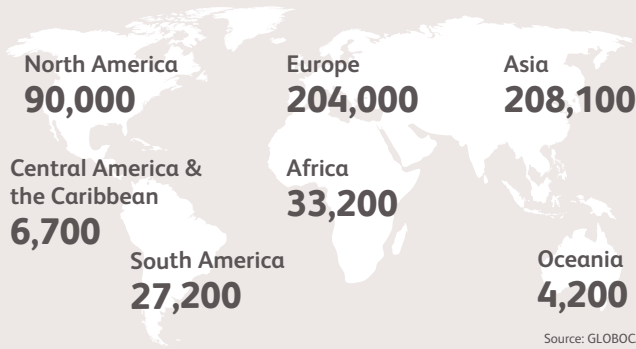 North America
90,000
Europe
204,000
Asia
208,100
Central America &
the Caribbean
6,700
Africa
33,200
South America
27,200
Oceania
4,200
Source: GLOBOC